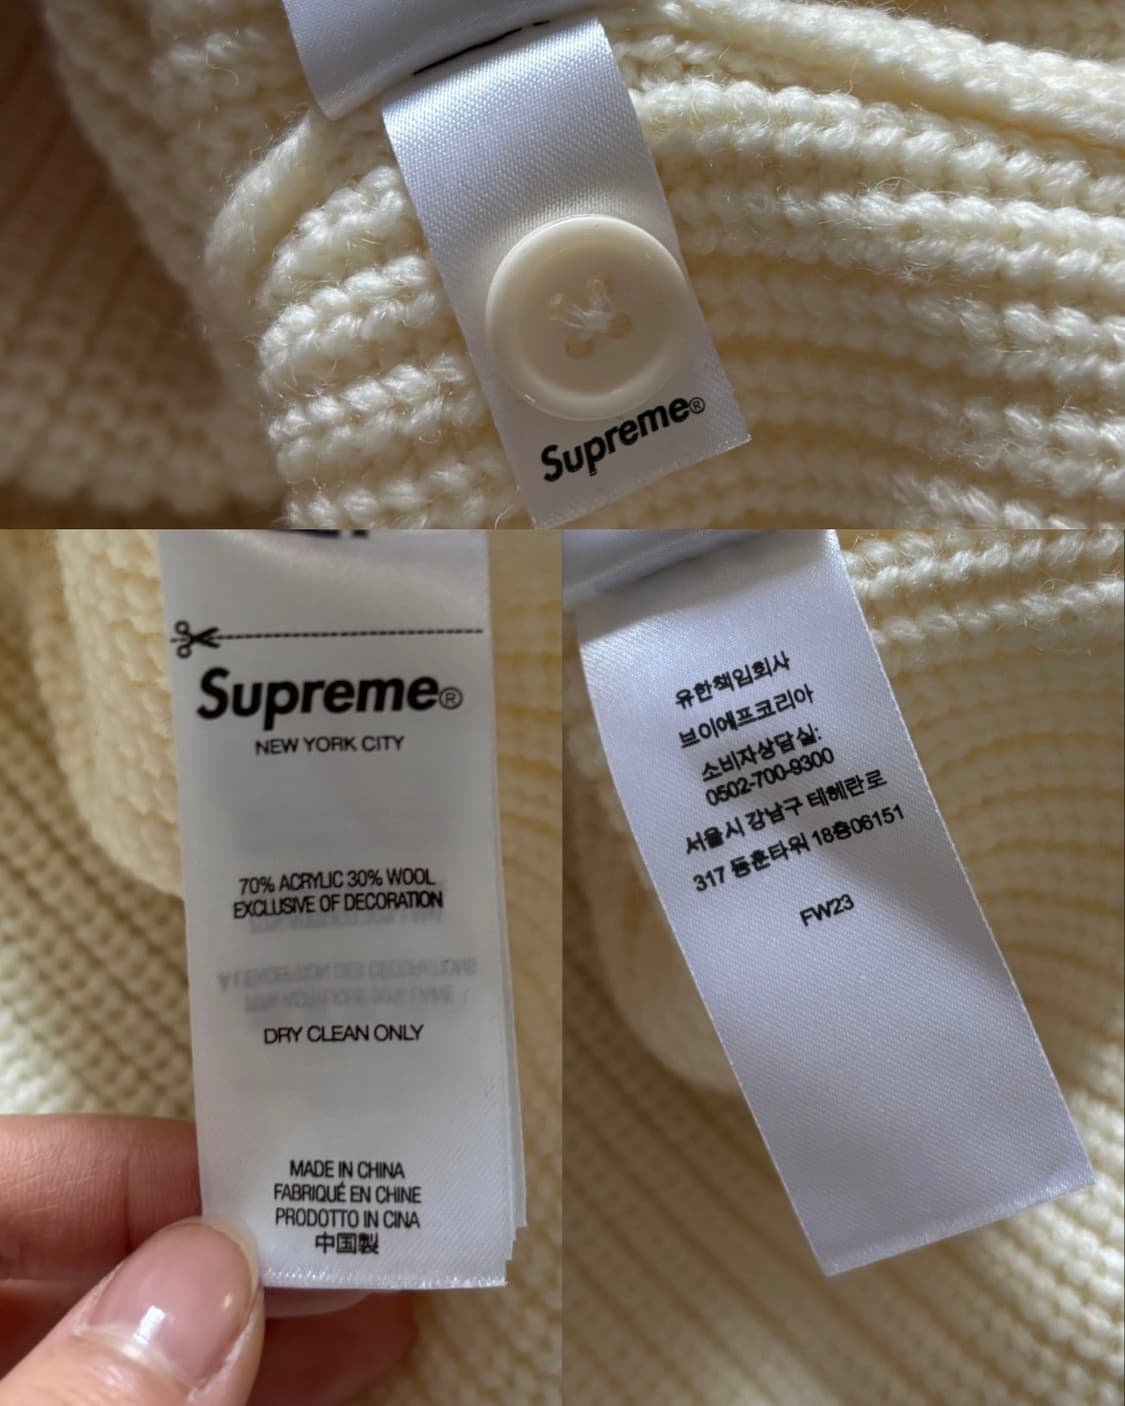 Supreme®
Supreme®
NEW YORK CITY
70% ACRYLIC 30% WOOL
EXCLUSIVE OF DECORATION
DRY CLEAN ONLY
MADE IN CHINA
FABRIQUÉ EN CHINE
PRODOTTO IN CINA
中国製
유한책임회사
브이에프코리아
소비자상담실:
0502-700-9300
서울시 강남구 테헤란로
317 동훈타워 18층06151
FW23